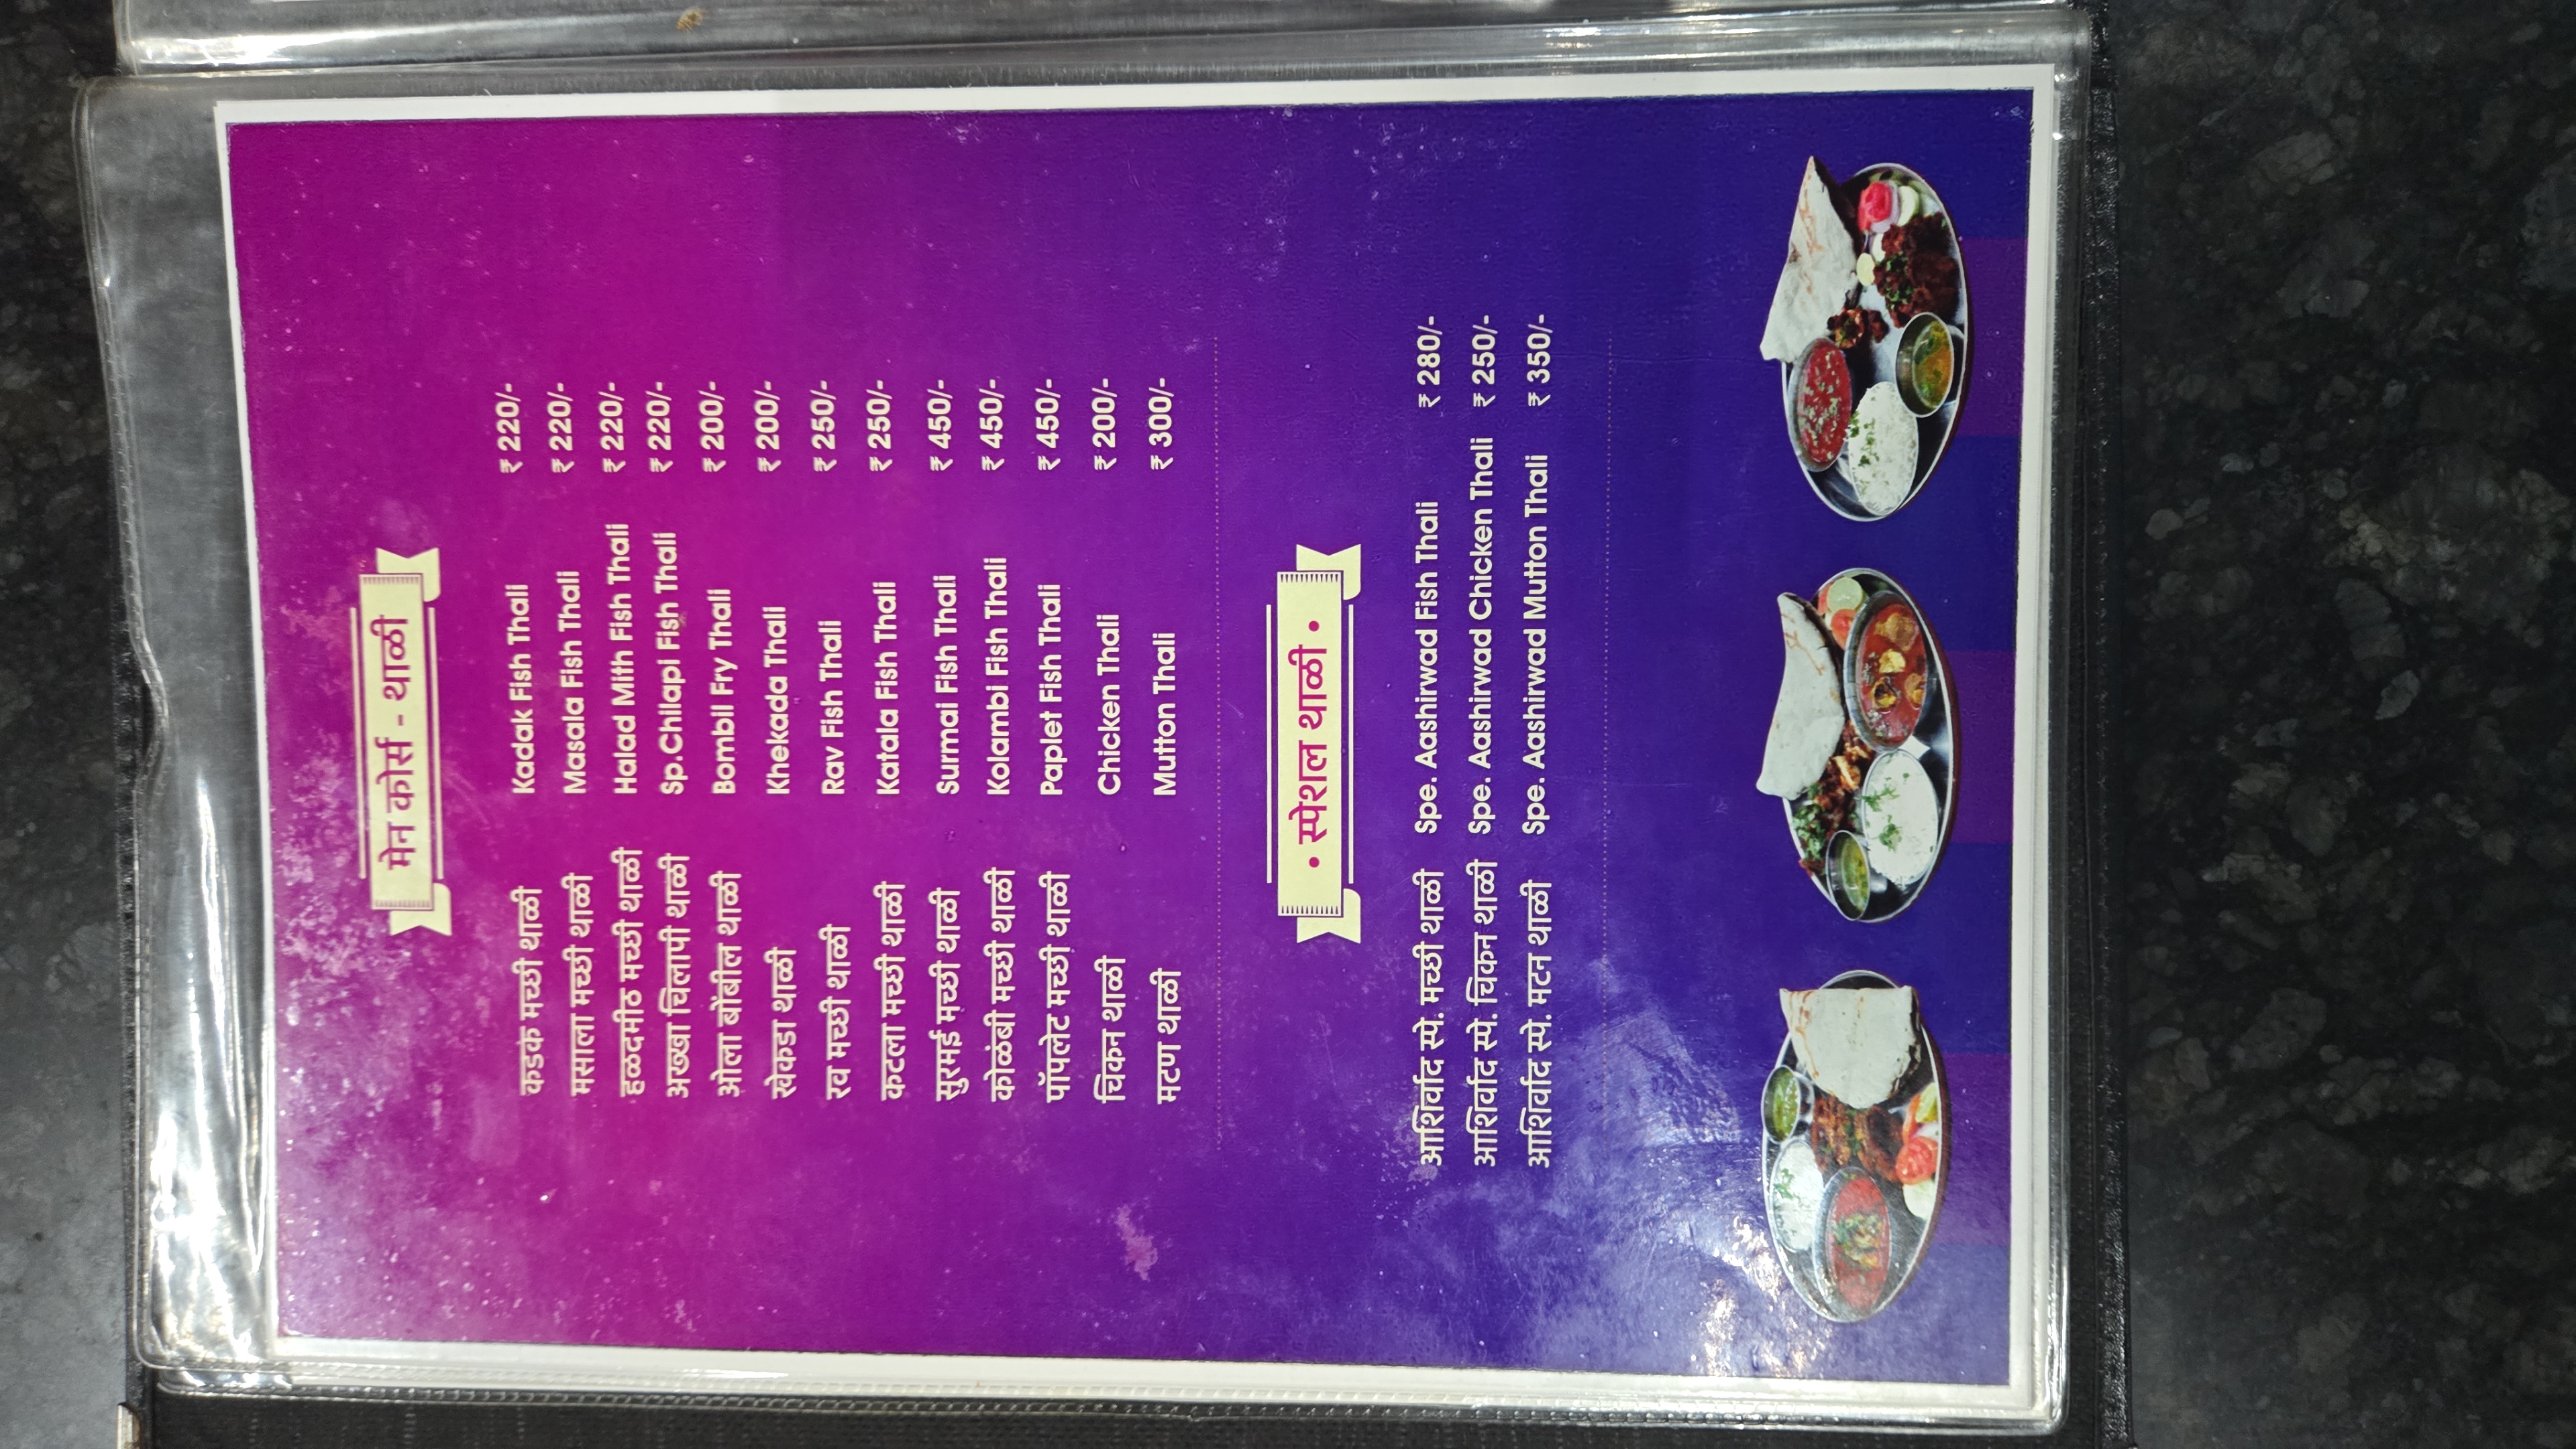 मेन कोर्स - थाळी
कडक मच्छी थाळी Kadak Fish Thali ₹ 220/-
मसाला मच्छी थाळी Masala Fish Thali ₹ 220/-
हळदमीठ मच्छी थाळी Halad Mith Fish Thali ₹ 220/-
अख्खा चिलापी थाळी Sp.Chilapi Fish Thali ₹ 220/-
ओला बोंबील थाळी Bombil Fry Thali ₹ 200/-
खेकडा थाळी Khekada Thali ₹ 200/-
रव मच्छी थाळी Rav Fish Thali ₹ 250/-
कटला मच्छी थाळी Katala Fish Thali ₹ 250/-
सुरमई मच्छी थाळी Surmai Fish Thali ₹ 450/-
कोळंबी मच्छी थाळी Kolambi Fish Thali ₹ 450/-
पॉपलेट मच्छी थाळी Paplet Fish Thali ₹ 450/-
चिकन थाळी Chicken Thali ₹ 200/-
मटण थाळी Mutton Thali ₹ 300/-
• स्पेशल थाळी •
आशिर्वाद स्पे. मच्छी थाळी Spe. Aashirwad Fish Thali ₹ 280/-
आशिर्वाद स्पे. चिकन थाळी Spe. Aashirwad Chicken Thali ₹ 250/-
आशिर्वाद स्पे. मटन थाळी Spe. Aashirwad Mutton Thali ₹ 350/-